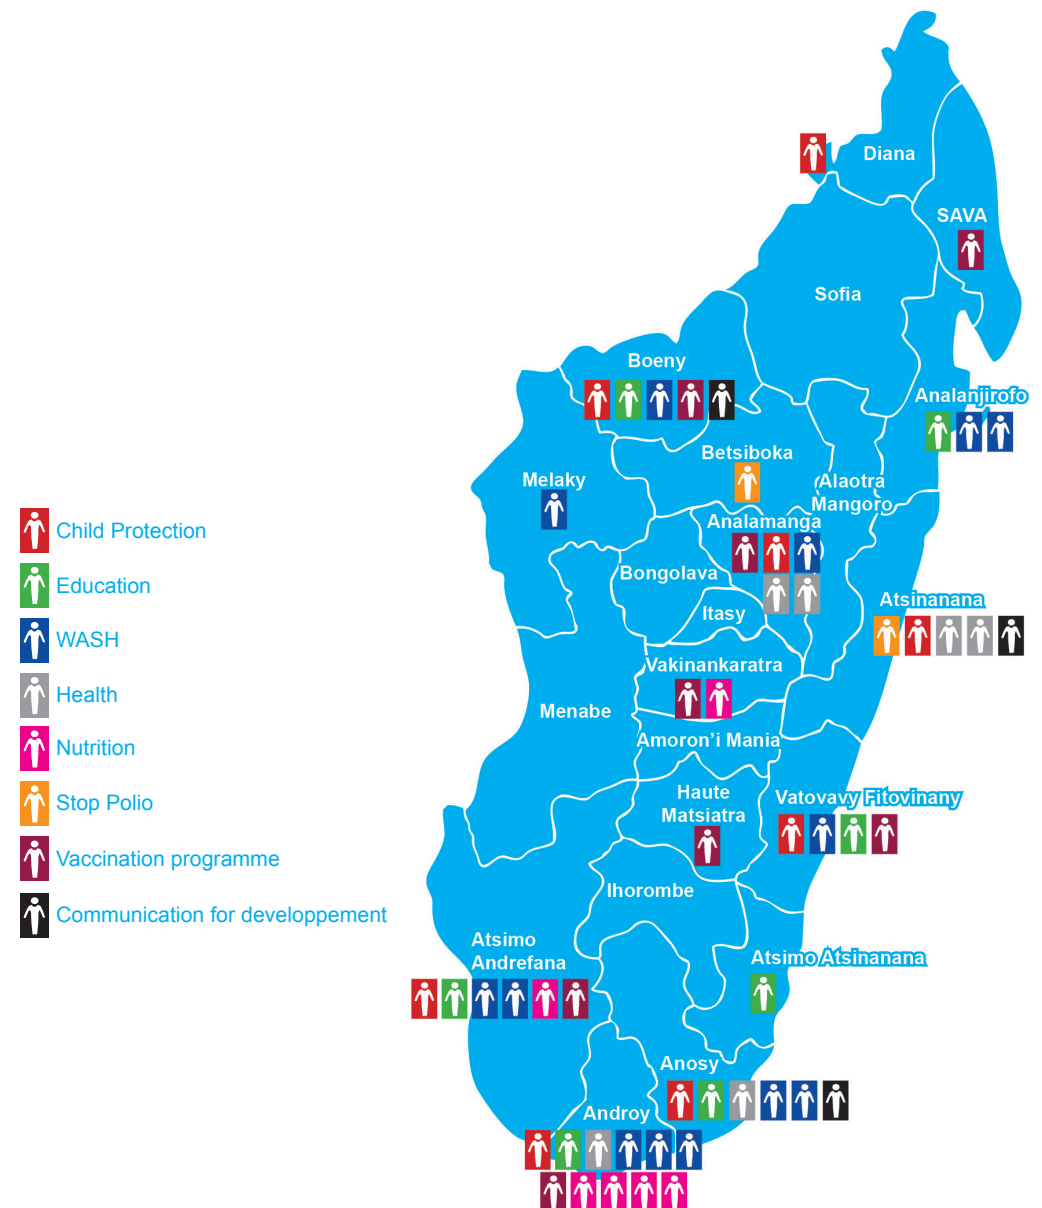 Diana
SAVA
Sofia
Boeny
Analanjirofo
Betsiboka
Melaky
Alaotra
Mangoro
Analamanga
Bongolava
Itasy
Atsinanana
Vakinankaratra
Menabe
Amoron'i Mania
Haute
Matsiatra
Vatovavy Fitovinany
Ihorombe
Atsimo
Andrefana
Atsimo Atsinanana
Anosy
Androy
Child Protection
Education
WASH
Health
Nutrition
Stop Polio
Vaccination programme
Communication for developpement